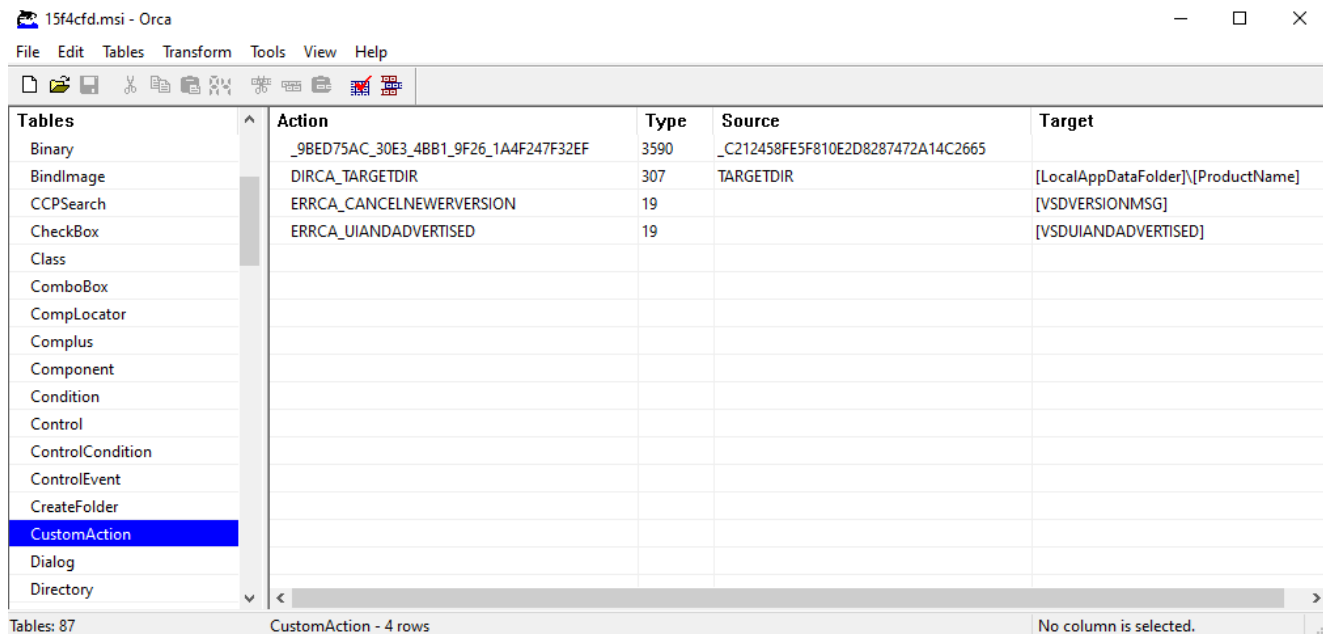 15f4cfd.msi - Orca
File Edit Tables Transform Tools View Help
Tables Action Type Source Target
Binary _9BED75AC_30E3_4BB1_9F26_1A4F247F32EF 3590 _C212458FE5F810E2D8287472A14C2665
BindImage DIRCA_TARGETDIR 307 TARGETDIR [LocalAppDataFolder]\[ProductName]
CCPSearch ERRCA_CANCELNEWERVERSION 19 [VSDVERSIONMSG]
CheckBox ERRCA_UIANDADVERTISED 19 [VSDUIANDADVERTISED]
Class
ComboBox
CompLocator
Complus
Component
Condition
Control
ControlCondition
ControlEvent
CreateFolder
CustomAction
Dialog
Directory
Tables: 87 CustomAction - 4 rows No column is selected.